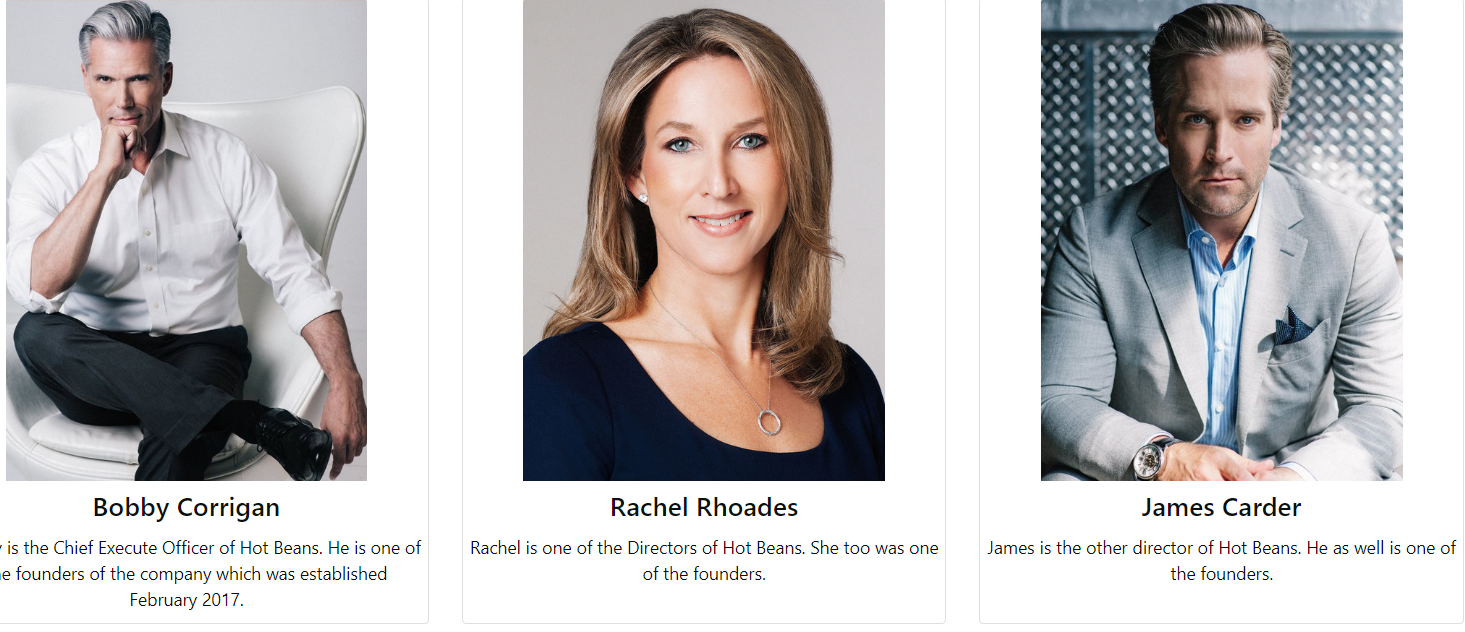 Bobby Corrigan
y is the Chief Execute Officer of Hot Beans. He is one of
e founders of the company which was established
February 2017.
Rachel Rhoades
Rachel is one of the Directors of Hot Beans. She too was one
of the founders.
James Carder
James is the other director of Hot Beans. He as well is one of
the founders.